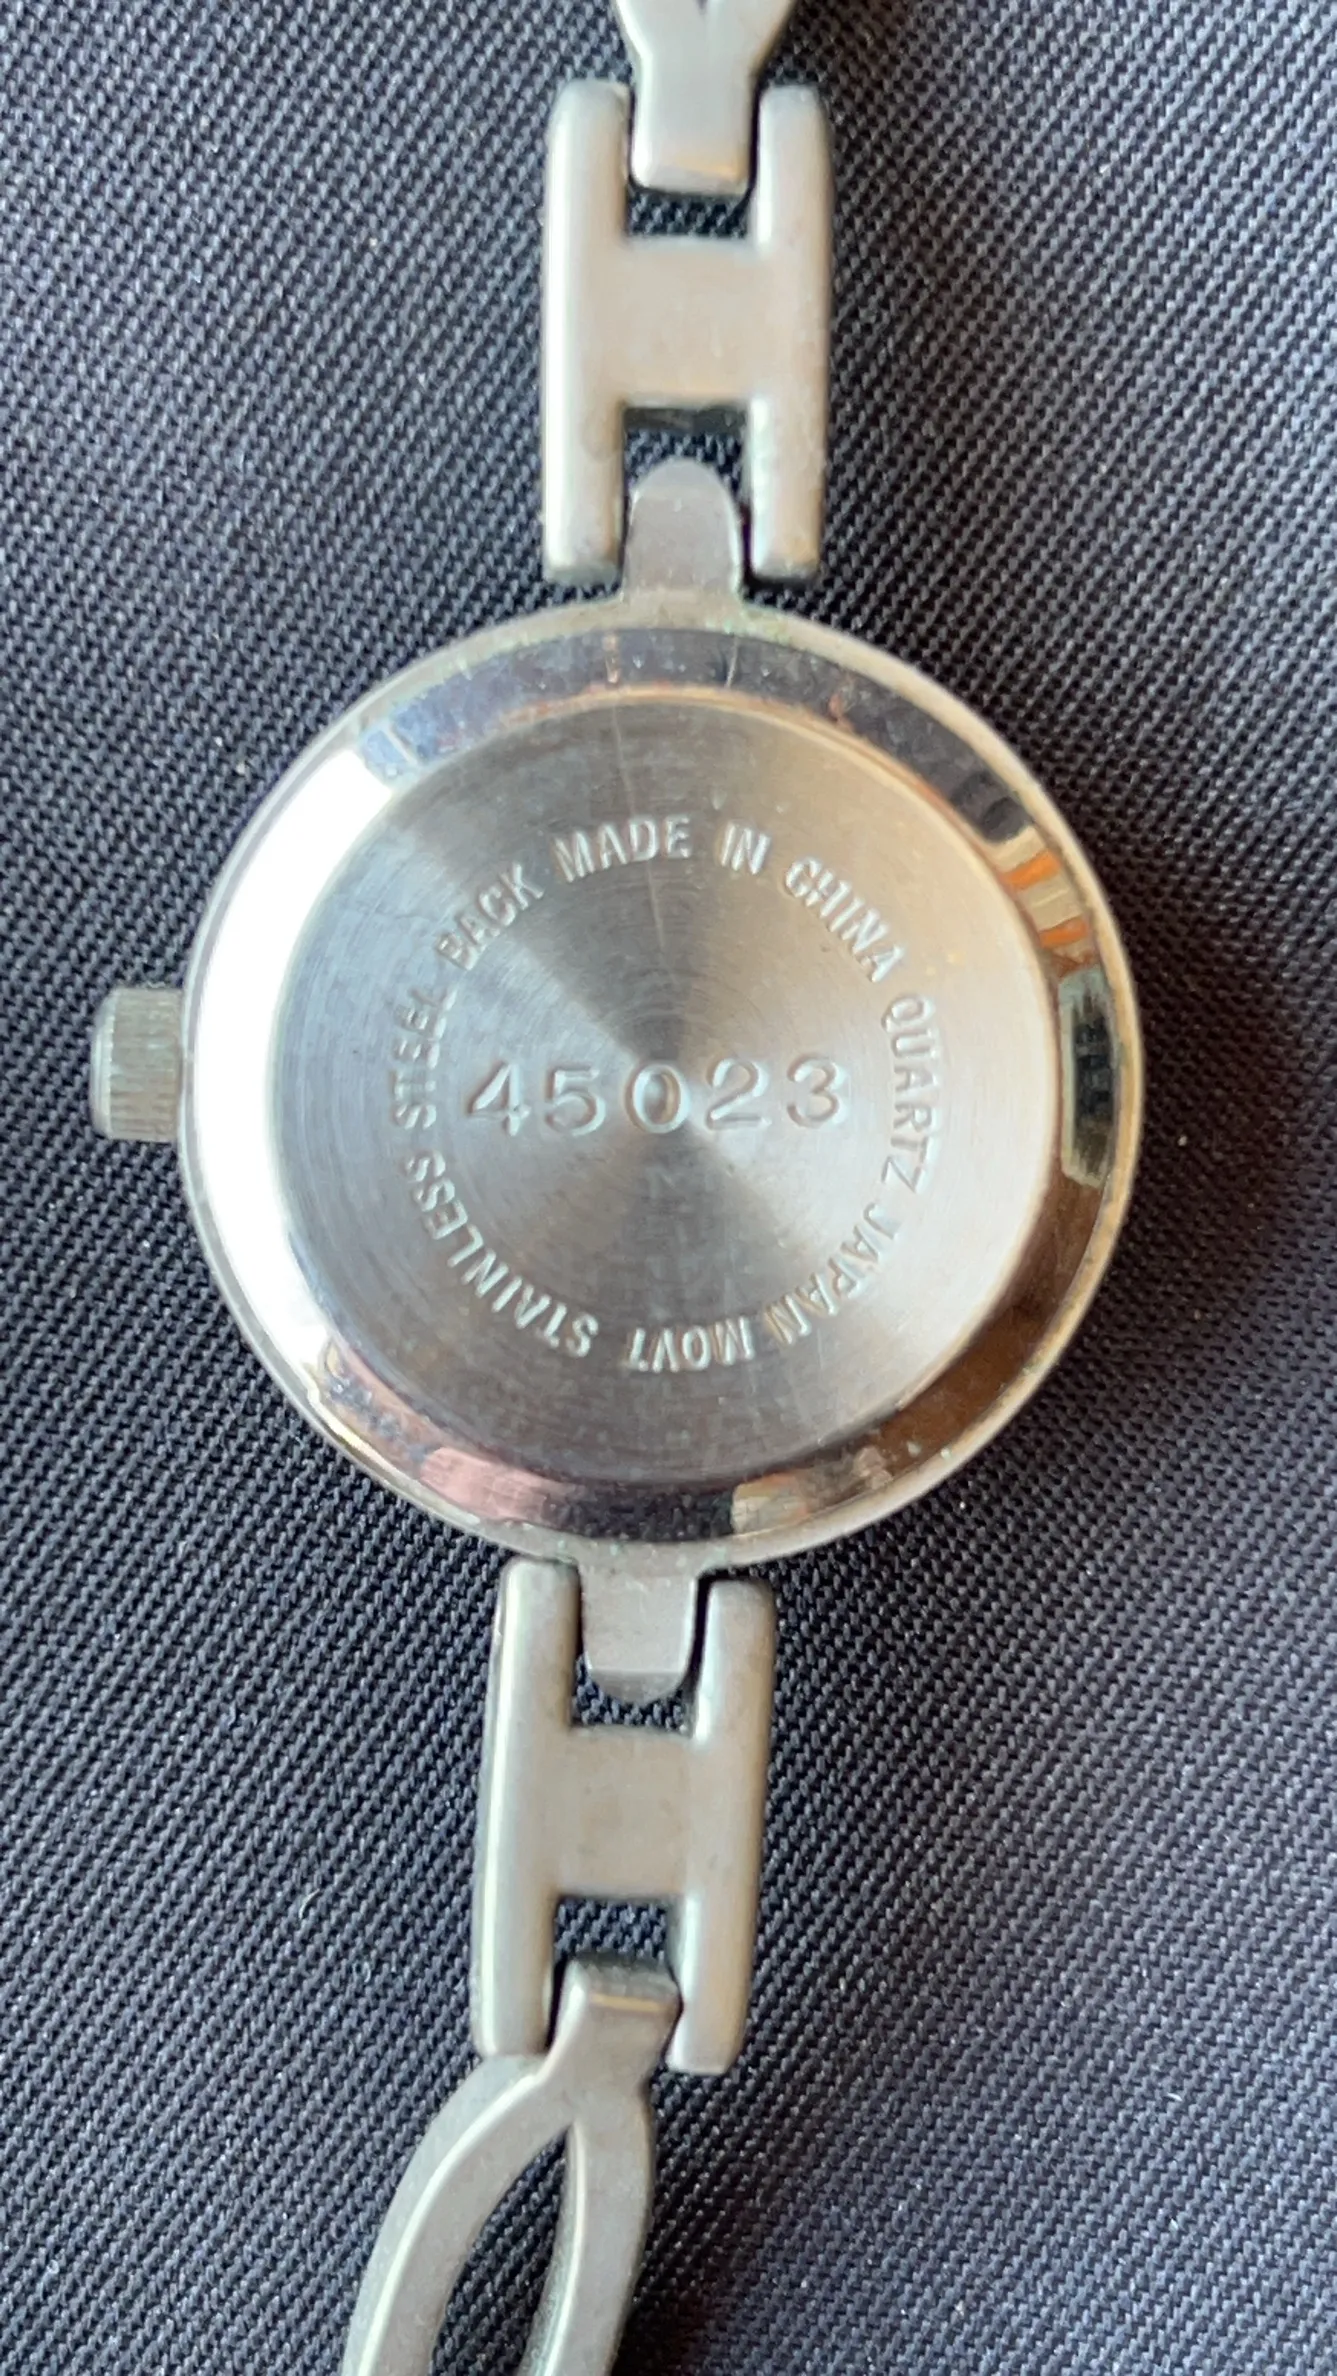 STAINLESS STEEL BACK MADE IN CHINA QUARTZ JAPAN MOVT
45023